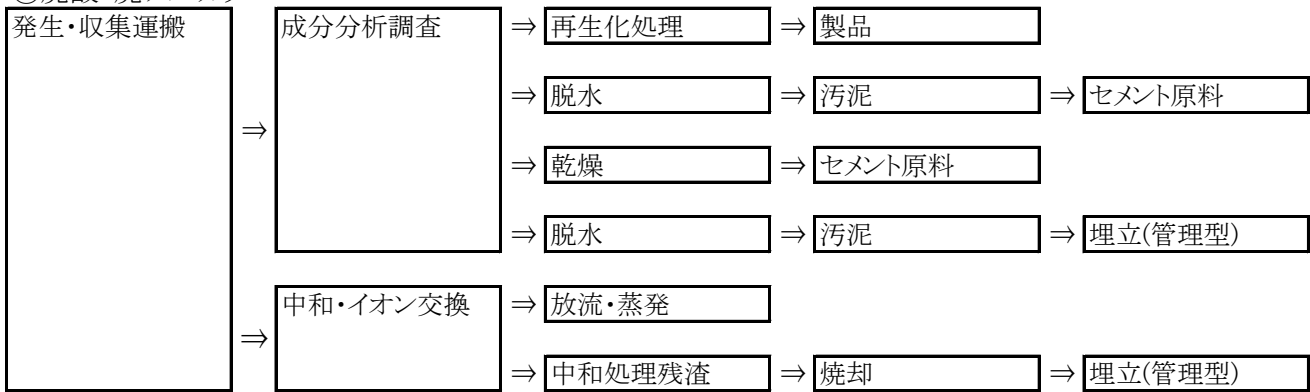 発生・収集運搬 成分分析調査 ⇒ 再生化処理 ⇒ 製品
⇒ 脱水 ⇒ 汚泥 ⇒ セメント原料
⇒
⇒ 乾燥 ⇒ セメント原料
⇒ 脱水 ⇒ 汚泥 ⇒ 埋立(管理型)
中和・イオン交換 ⇒ 放流・蒸発
⇒
⇒ 中和処理残渣 ⇒ 焼却 ⇒ 埋立(管理型)